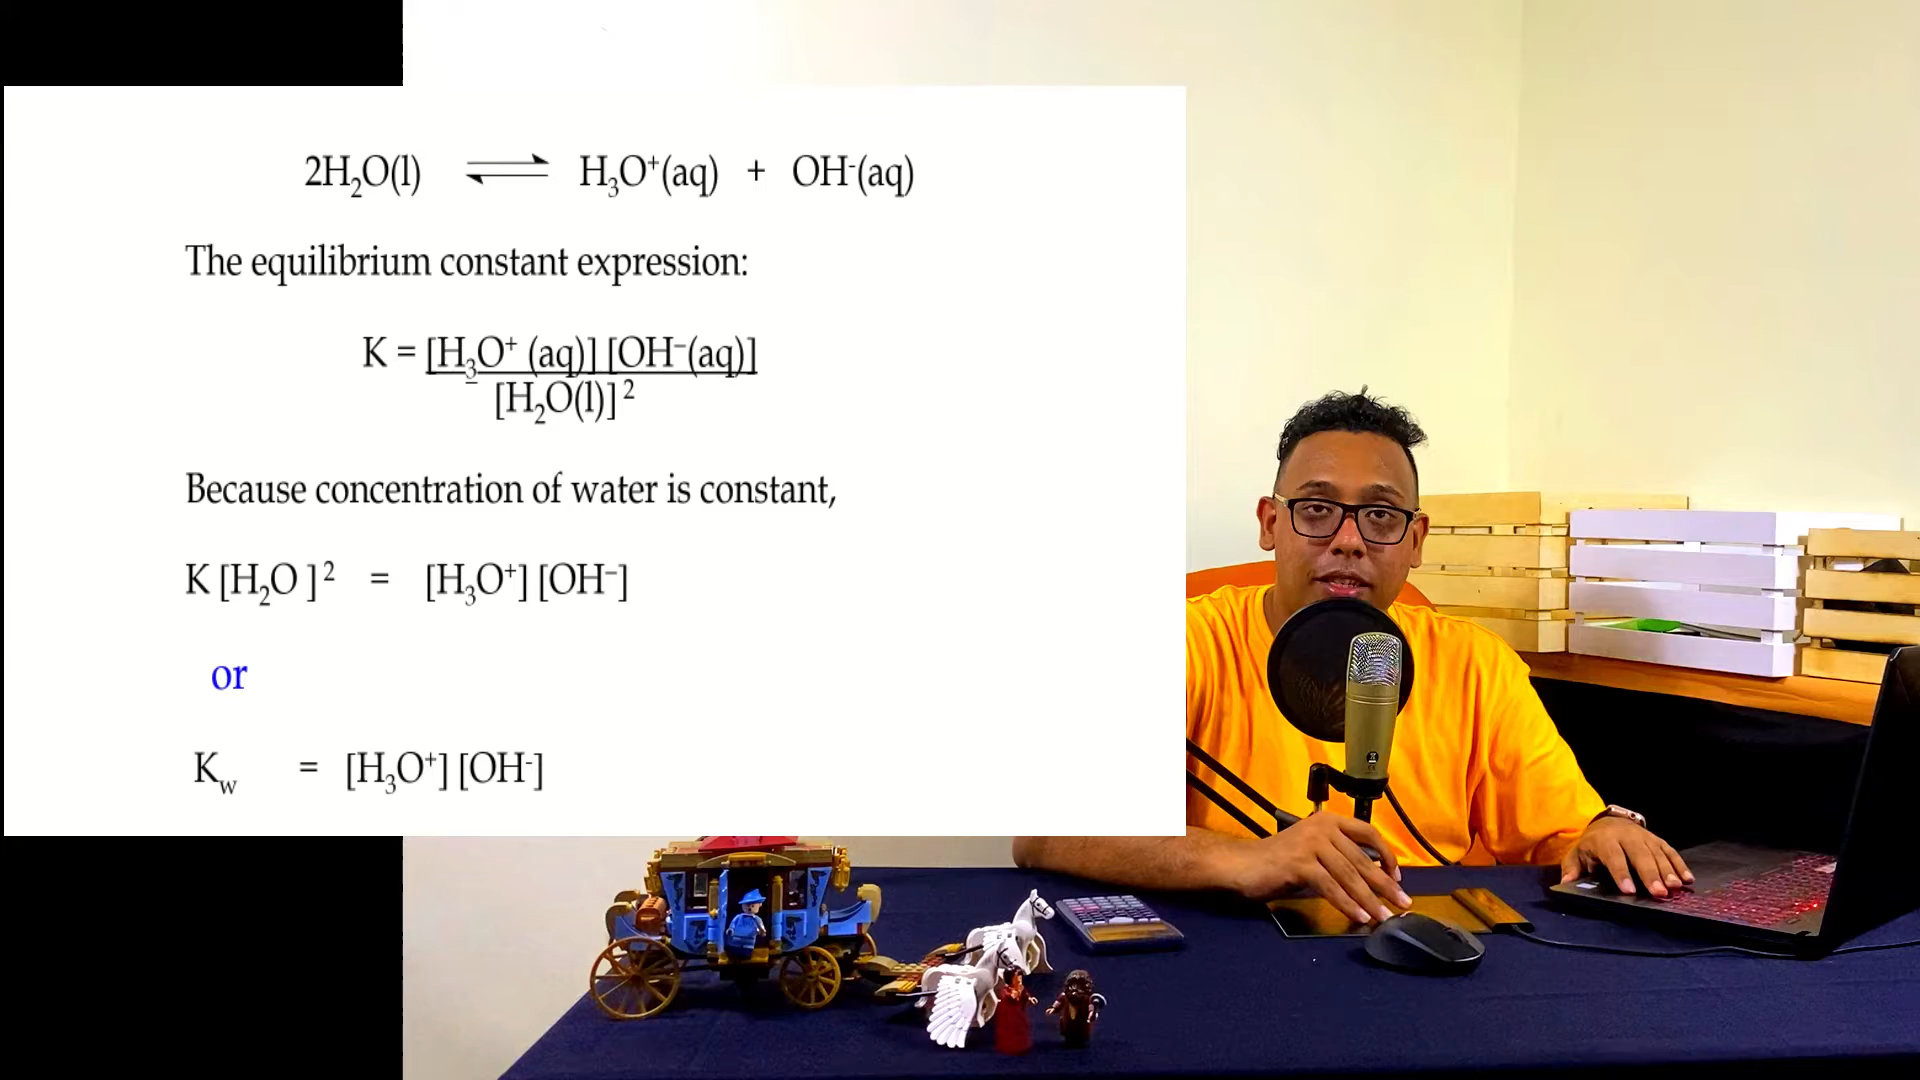 2H₂O(l) ⇌ H₃O⁺(aq) + OH⁻(aq)
The equilibrium constant expression:
K = [H₃O⁺ (aq)] [OH⁻(aq)]
[H₂O(l)]²
Because concentration of water is constant,
K [H₂O ]² = [H₃O⁺] [OH⁻]
or
K_w = [H₃O⁺] [OH⁻]